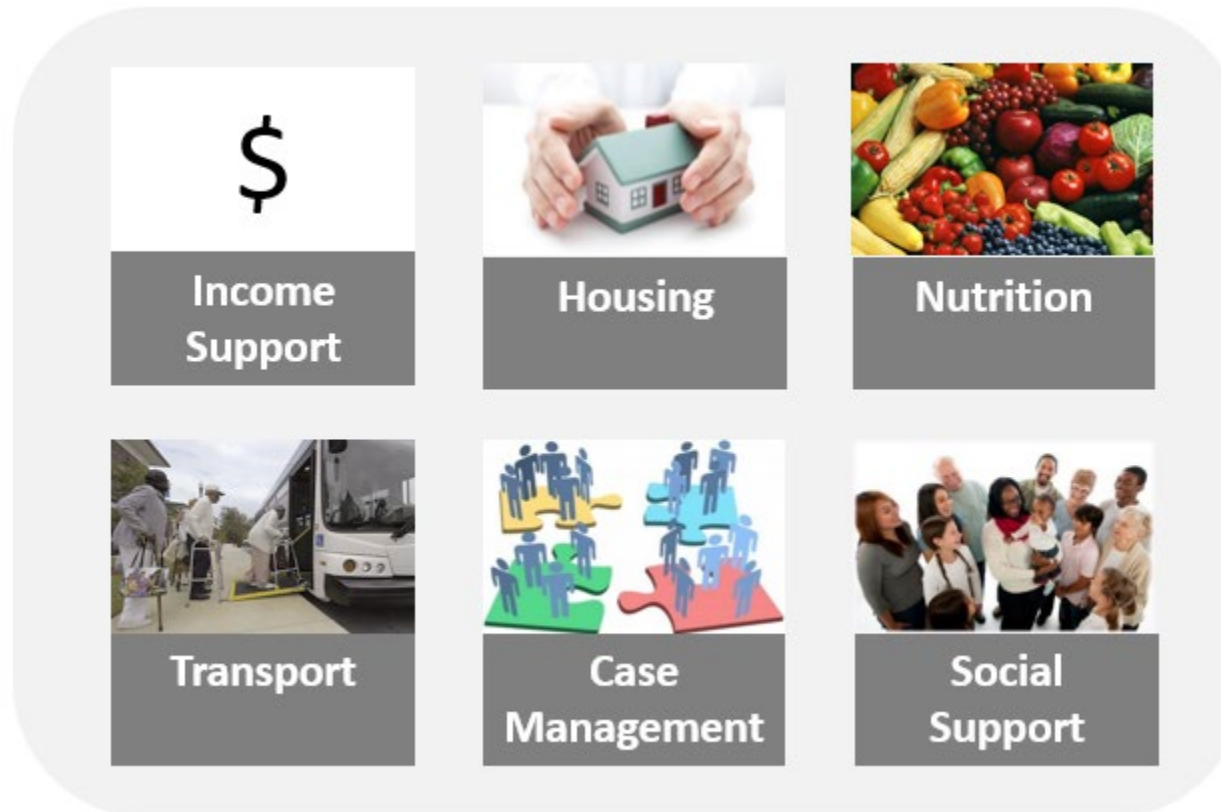 $
Income
Support
Housing
Nutrition
Transport
Case
Management
Social
Support